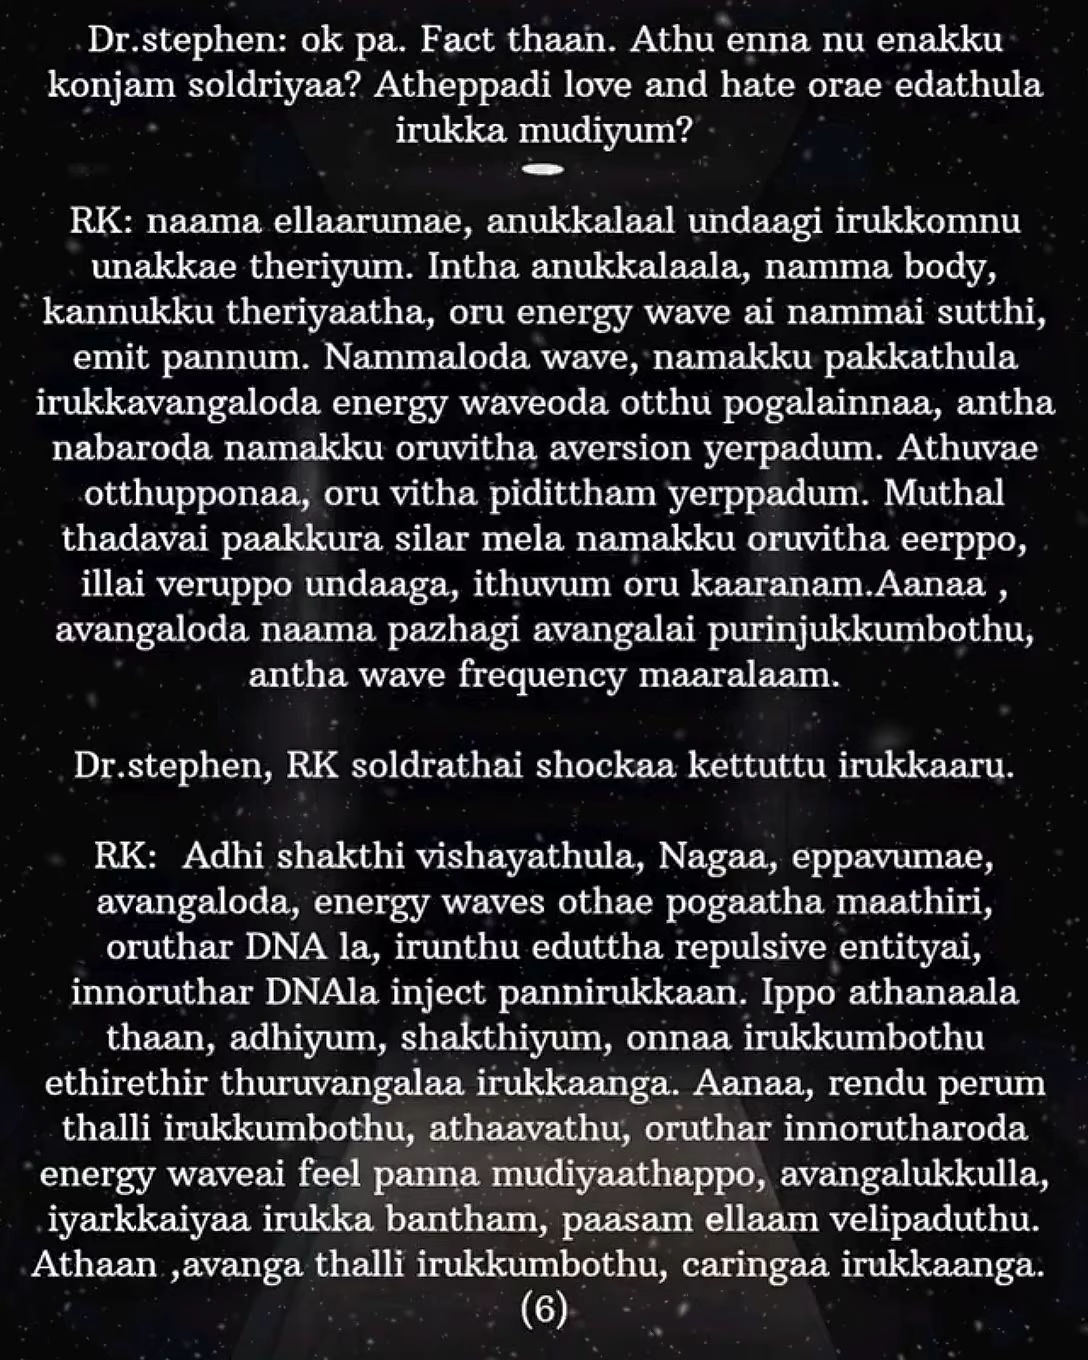 Dr.stephen: ok pa. Fact thaan. Athu enna nu enakku
konjam soldriyaa? Atheppadi love and hate orae edathula
irukka mudiyum?
RK: naama ellaarumae, anukkalaal undaagi irukkomnu
unakkae theriyum. Intha anukkalaala, namma body,
kannukku theriyaatha, oru energy wave ai nammai sutthi,
emit pannum. Nammaloda wave, namakku pakkathula
irukkavangaloda energy waveoda otthu pogalainnaa, antha
nabaroda namakku oruvitha aversion yerpadum. Athuvae
otthupponaa, oru vitha pidittham yerppadum. Muthal
thadavai paakkura silar mela namakku oruvitha eerppo,
illai veruppo undaaga, ithuvum oru kaaranam.Aanaa ,
avangaloda naama pazhagi avangalai purinjukkumbothu,
antha wave frequency maaralaam.
Dr.stephen, RK soldrathai shockaa kettuttu irukkaaru.
RK:  Adhi shakthi vishayathula, Nagaa, eppavumae,
avangaloda, energy waves othae pogaatha maathiri,
oruthar DNA la, irunthu eduttha repulsive entityai,
innoruthar DNAla inject pannirukkaan. Ippo athanaala
thaan, adhiyum, shakthiyum, onnaa irukkumbothu
ethirethir thuruvangalaa irukkaanga. Aanaa, rendu perum
thalli irukkumbothu, athaavathu, oruthar innorutharoda
energy waveai feel panna mudiyaathappo, avangalukkulla,
iyarkkaiyaa irukka bantham, paasam ellaam velipaduthu.
Athaan ,avanga thalli irukkumbothu, caringaa irukkaanga.
(6)